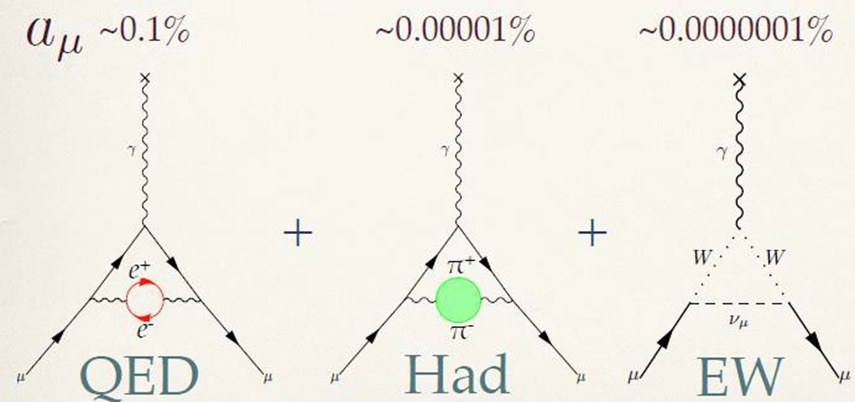 aμ ~0.1% ~0.00001% ~0.0000001%
γ γ γ
+ +
W W
e⁺ π⁺
e⁻ π⁻ νμ
μ μ μ μ μ μ
QED Had EW